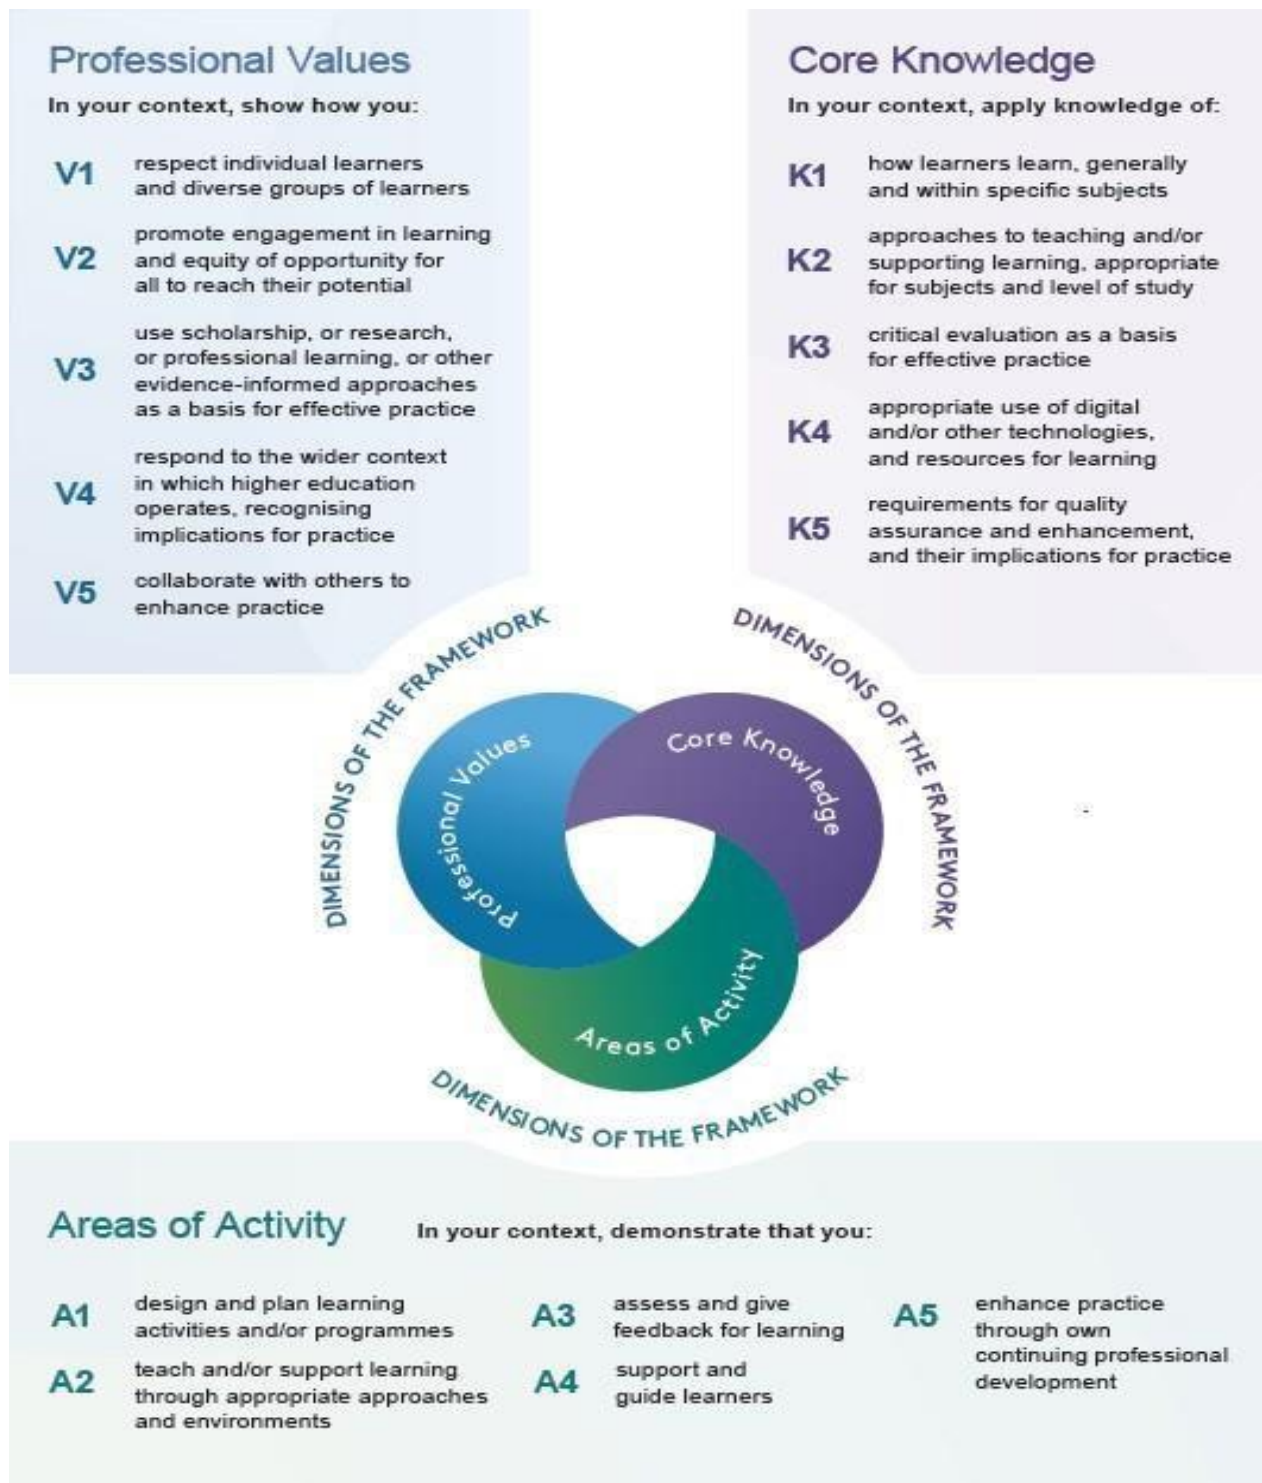 Professional Values
In your context, show how you:
V1
respect individual learners
and diverse groups of learners
V2
promote engagement in learning
and equity of opportunity for
all to reach their potential
V3
use scholarship, or research,
or professional learning, or other
evidence-informed approaches
as a basis for effective practice
V4
respond to the wider context
in which higher education
operates, recognising
implications for practice
V5
collaborate with others to
enhance practice
Core Knowledge
In your context, apply knowledge of:
K1
how learners learn, generally
and within specific subjects
K2
approaches to teaching and/or
supporting learning, appropriate
for subjects and level of study
K3
critical evaluation as a basis
for effective practice
K4
appropriate use of digital
and/or other technologies,
and resources for learning
K5
requirements for quality
assurance and enhancement,
and their implications for practice
DIMENSIONS OF THE FRAMEWORK
DIMENSIONS OF THE FRAMEWORK
Professional Values
Core Knowledge
Areas of Activity
DIMENSIONS OF THE FRAMEWORK
Areas of Activity
In your context, demonstrate that you:
A1
design and plan learning
activities and/or programmes
A2
teach and/or support learning
through appropriate approaches
and environments
A3
assess and give
feedback for learning
A4
support and
guide learners
A5
enhance practice
through own
continuing professional
development